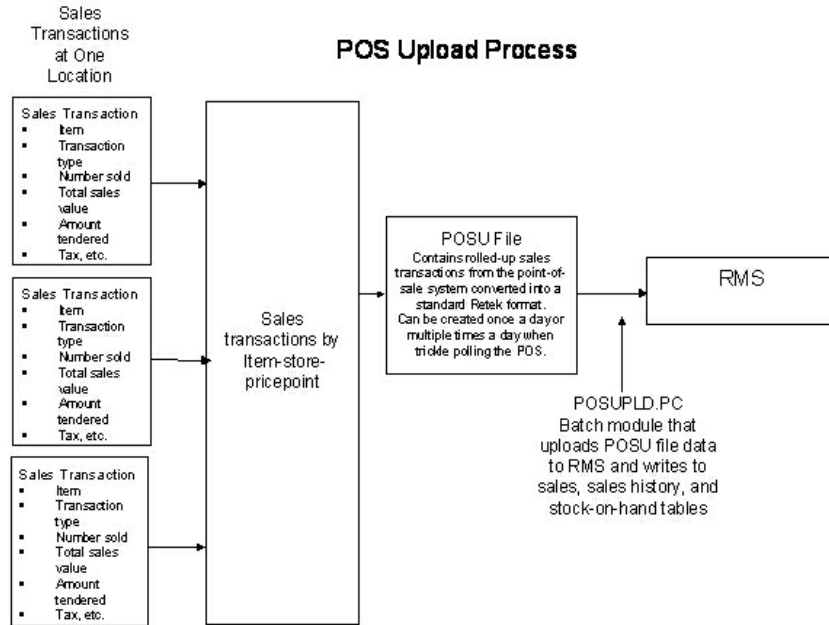 Sales
Transactions
at One
Location
POS Upload Process
Sales Transaction
▪ Item
▪ Transaction
type
▪ Number sold
▪ Total sales
value
▪ Amount
tendered
▪ Tax, etc.
Sales Transaction
▪ Item
▪ Transaction
type
▪ Number sold
▪ Total sales
value
▪ Amount
tendered
▪ Tax, etc.
Sales Transaction
▪ Item
▪ Transaction
type
▪ Number sold
▪ Total sales
value
▪ Amount
tendered
▪ Tax, etc.
Sales
transactions by
Item-store-
pricepoint
POSU File
Contains rolled-up sales
transactions from the point-of-
sale system converted into a
standard Retek format.
Can be created once a day or
multiple times a day when
trickle polling the POS.
RMS
POSUPLD.PC
Batch module that
uploads POSU file data
to RMS and writes to
sales, sales history, and
stock-on-hand tables